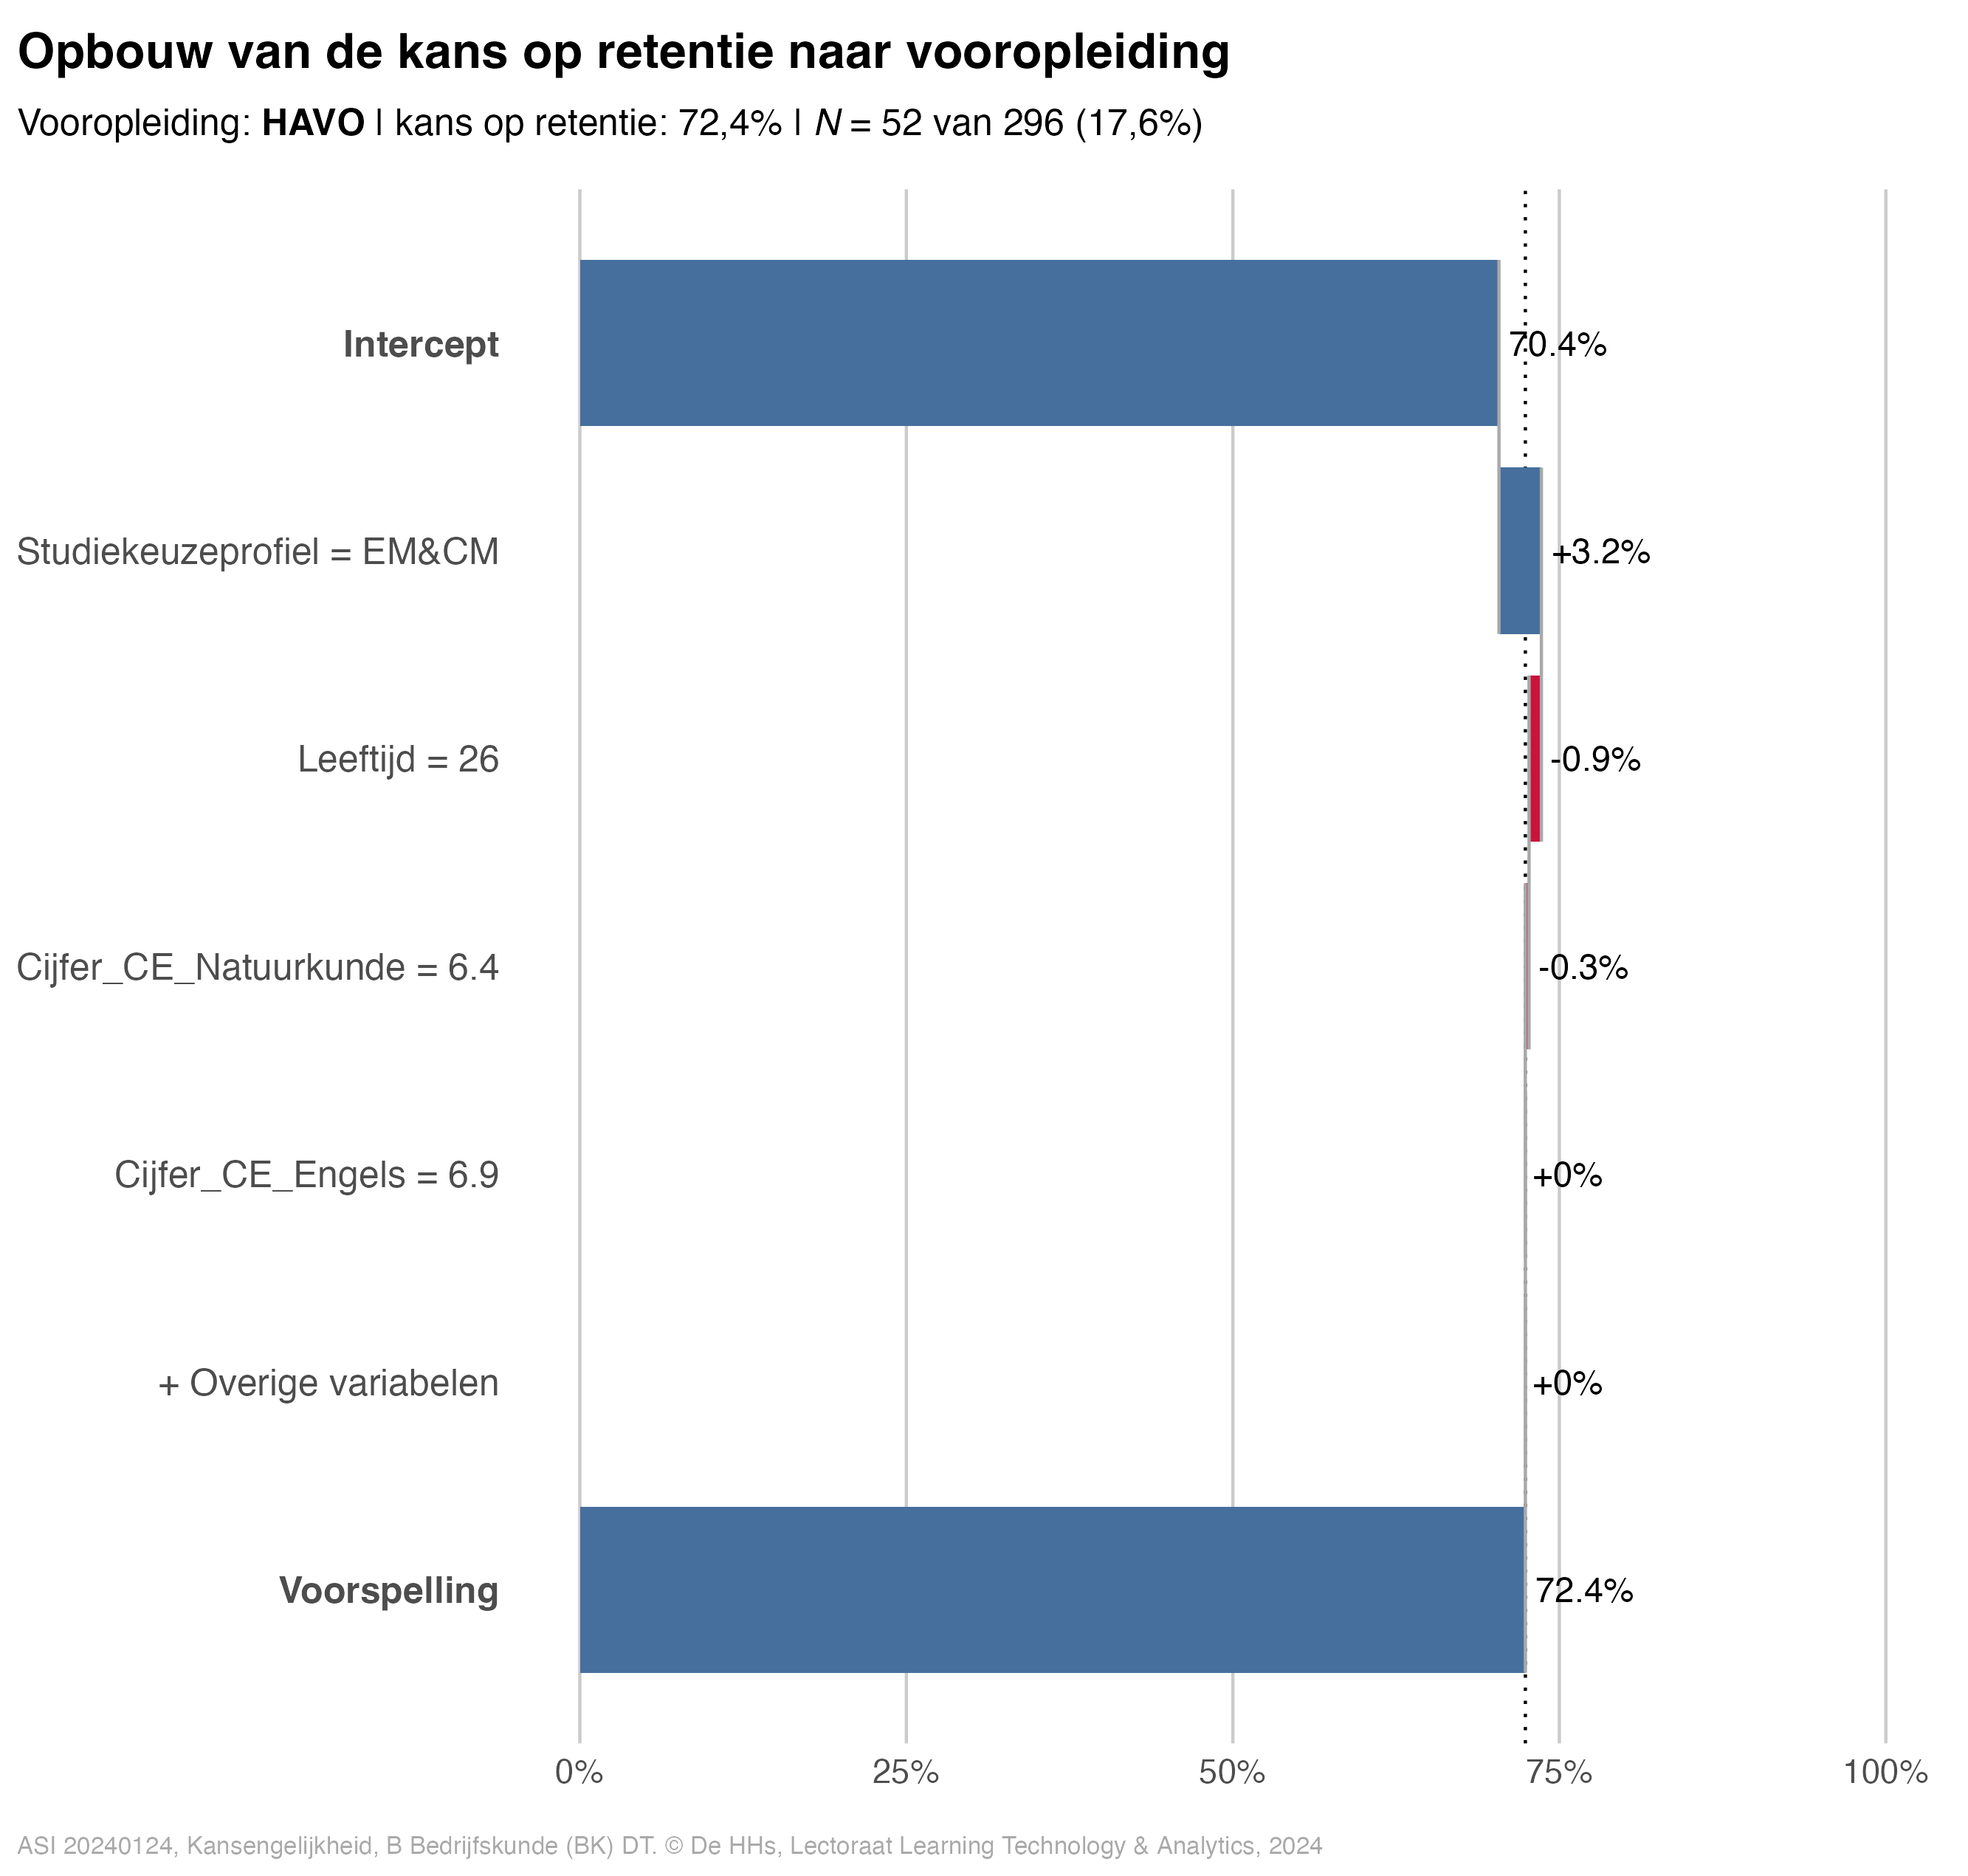 Opbouw van de kans op retentie naar vooropleiding
Vooropleiding: HAVO | kans op retentie: 72,4% | N = 52 van 296 (17,6%)
Intercept
70.4%
Studiekeuzeprofiel = EM&CM
+3.2%
Leeftijd = 26
-0.9%
Cijfer_CE_Natuurkunde = 6.4
-0.3%
Cijfer_CE_Engels = 6.9
+0%
+ Overige variabelen
+0%
Voorspelling
72.4%
0% 25% 50% 75% 100%
ASI 20240124, Kansengelijkheid, B Bedrijfskunde (BK) DT. © De HHs, Lectoraat Learning Technology & Analytics, 2024